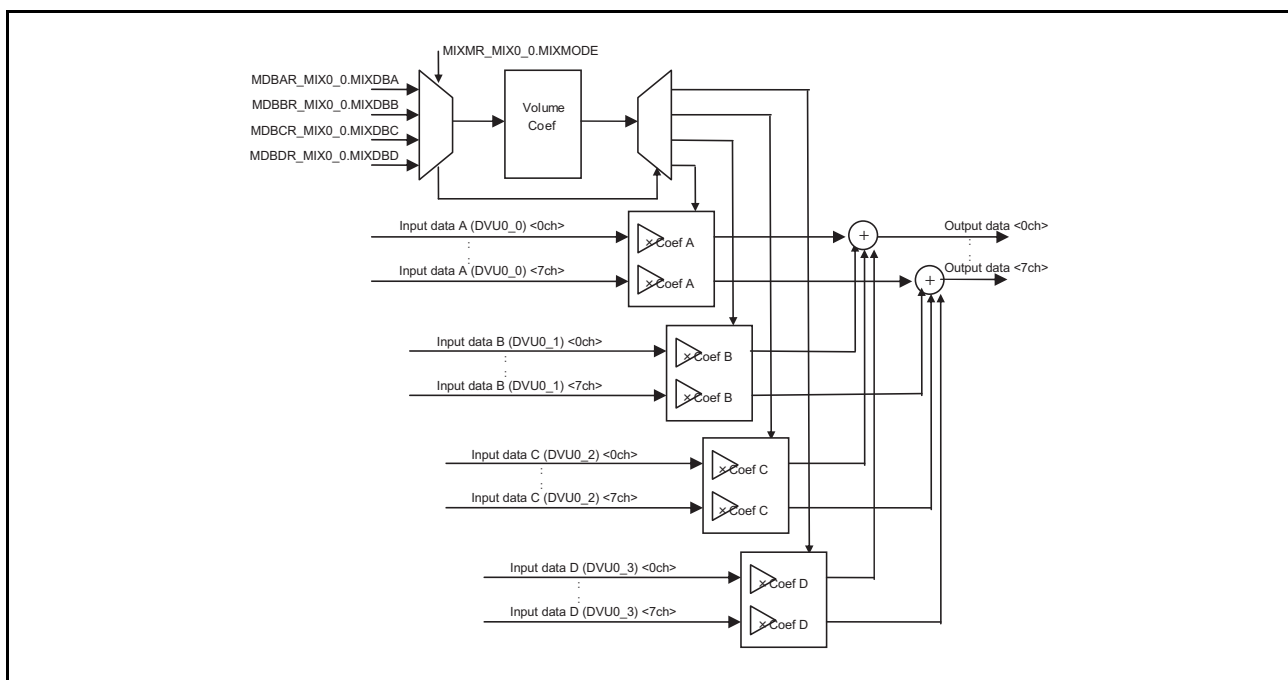 MIXMR_MIX0_0.MIXMODE
MDBAR_MIX0_0.MIXDBA
MDBBR_MIX0_0.MIXDBB
MDBCR_MIX0_0.MIXDBC
MDBDR_MIX0_0.MIXDBD
Volume
Coef
Input data A (DVU0_0) <0ch>
:
:
Input data A (DVU0_0) <7ch>
× Coef A
× Coef A
+
+
Output data <0ch>
:
:
Output data <7ch>
Input data B (DVU0_1) <0ch>
:
:
Input data B (DVU0_1) <7ch>
× Coef B
× Coef B
Input data C (DVU0_2) <0ch>
:
:
Input data C (DVU0_2) <7ch>
× Coef C
× Coef C
Input data D (DVU0_3) <0ch>
:
:
Input data D (DVU0_3) <7ch>
× Coef D
× Coef D